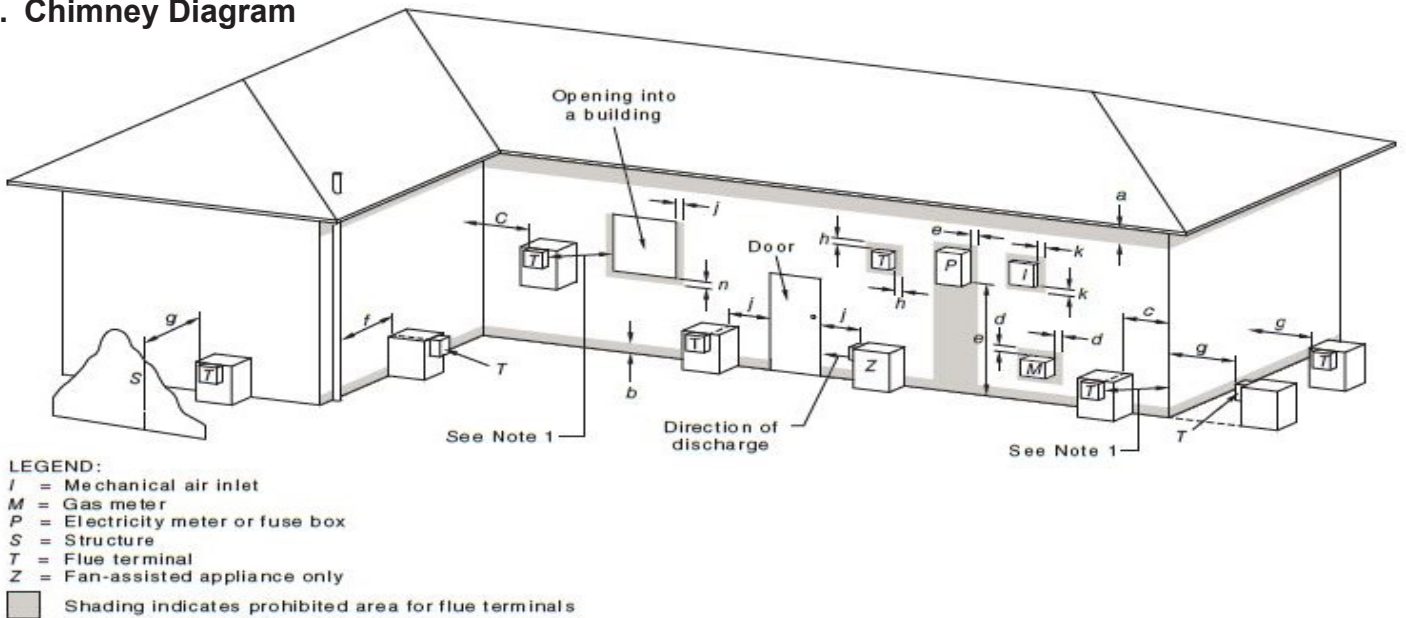 . Chimney Diagram
Opening into
a building
a
C
j
e
k
h
Door
T
T
P
I
n
h
k
g
f
j
j
d
e
d
c
g
g
T
S
T
T
Z
M
T
T
b
See Note 1
Direction of
discharge
See Note 1
T
LEGEND:
I = Mechanical air inlet
M = Gas meter
P = Electricity meter or fuse box
S = Structure
T = Flue terminal
Z = Fan-assisted appliance only
Shading indicates prohibited area for flue terminals